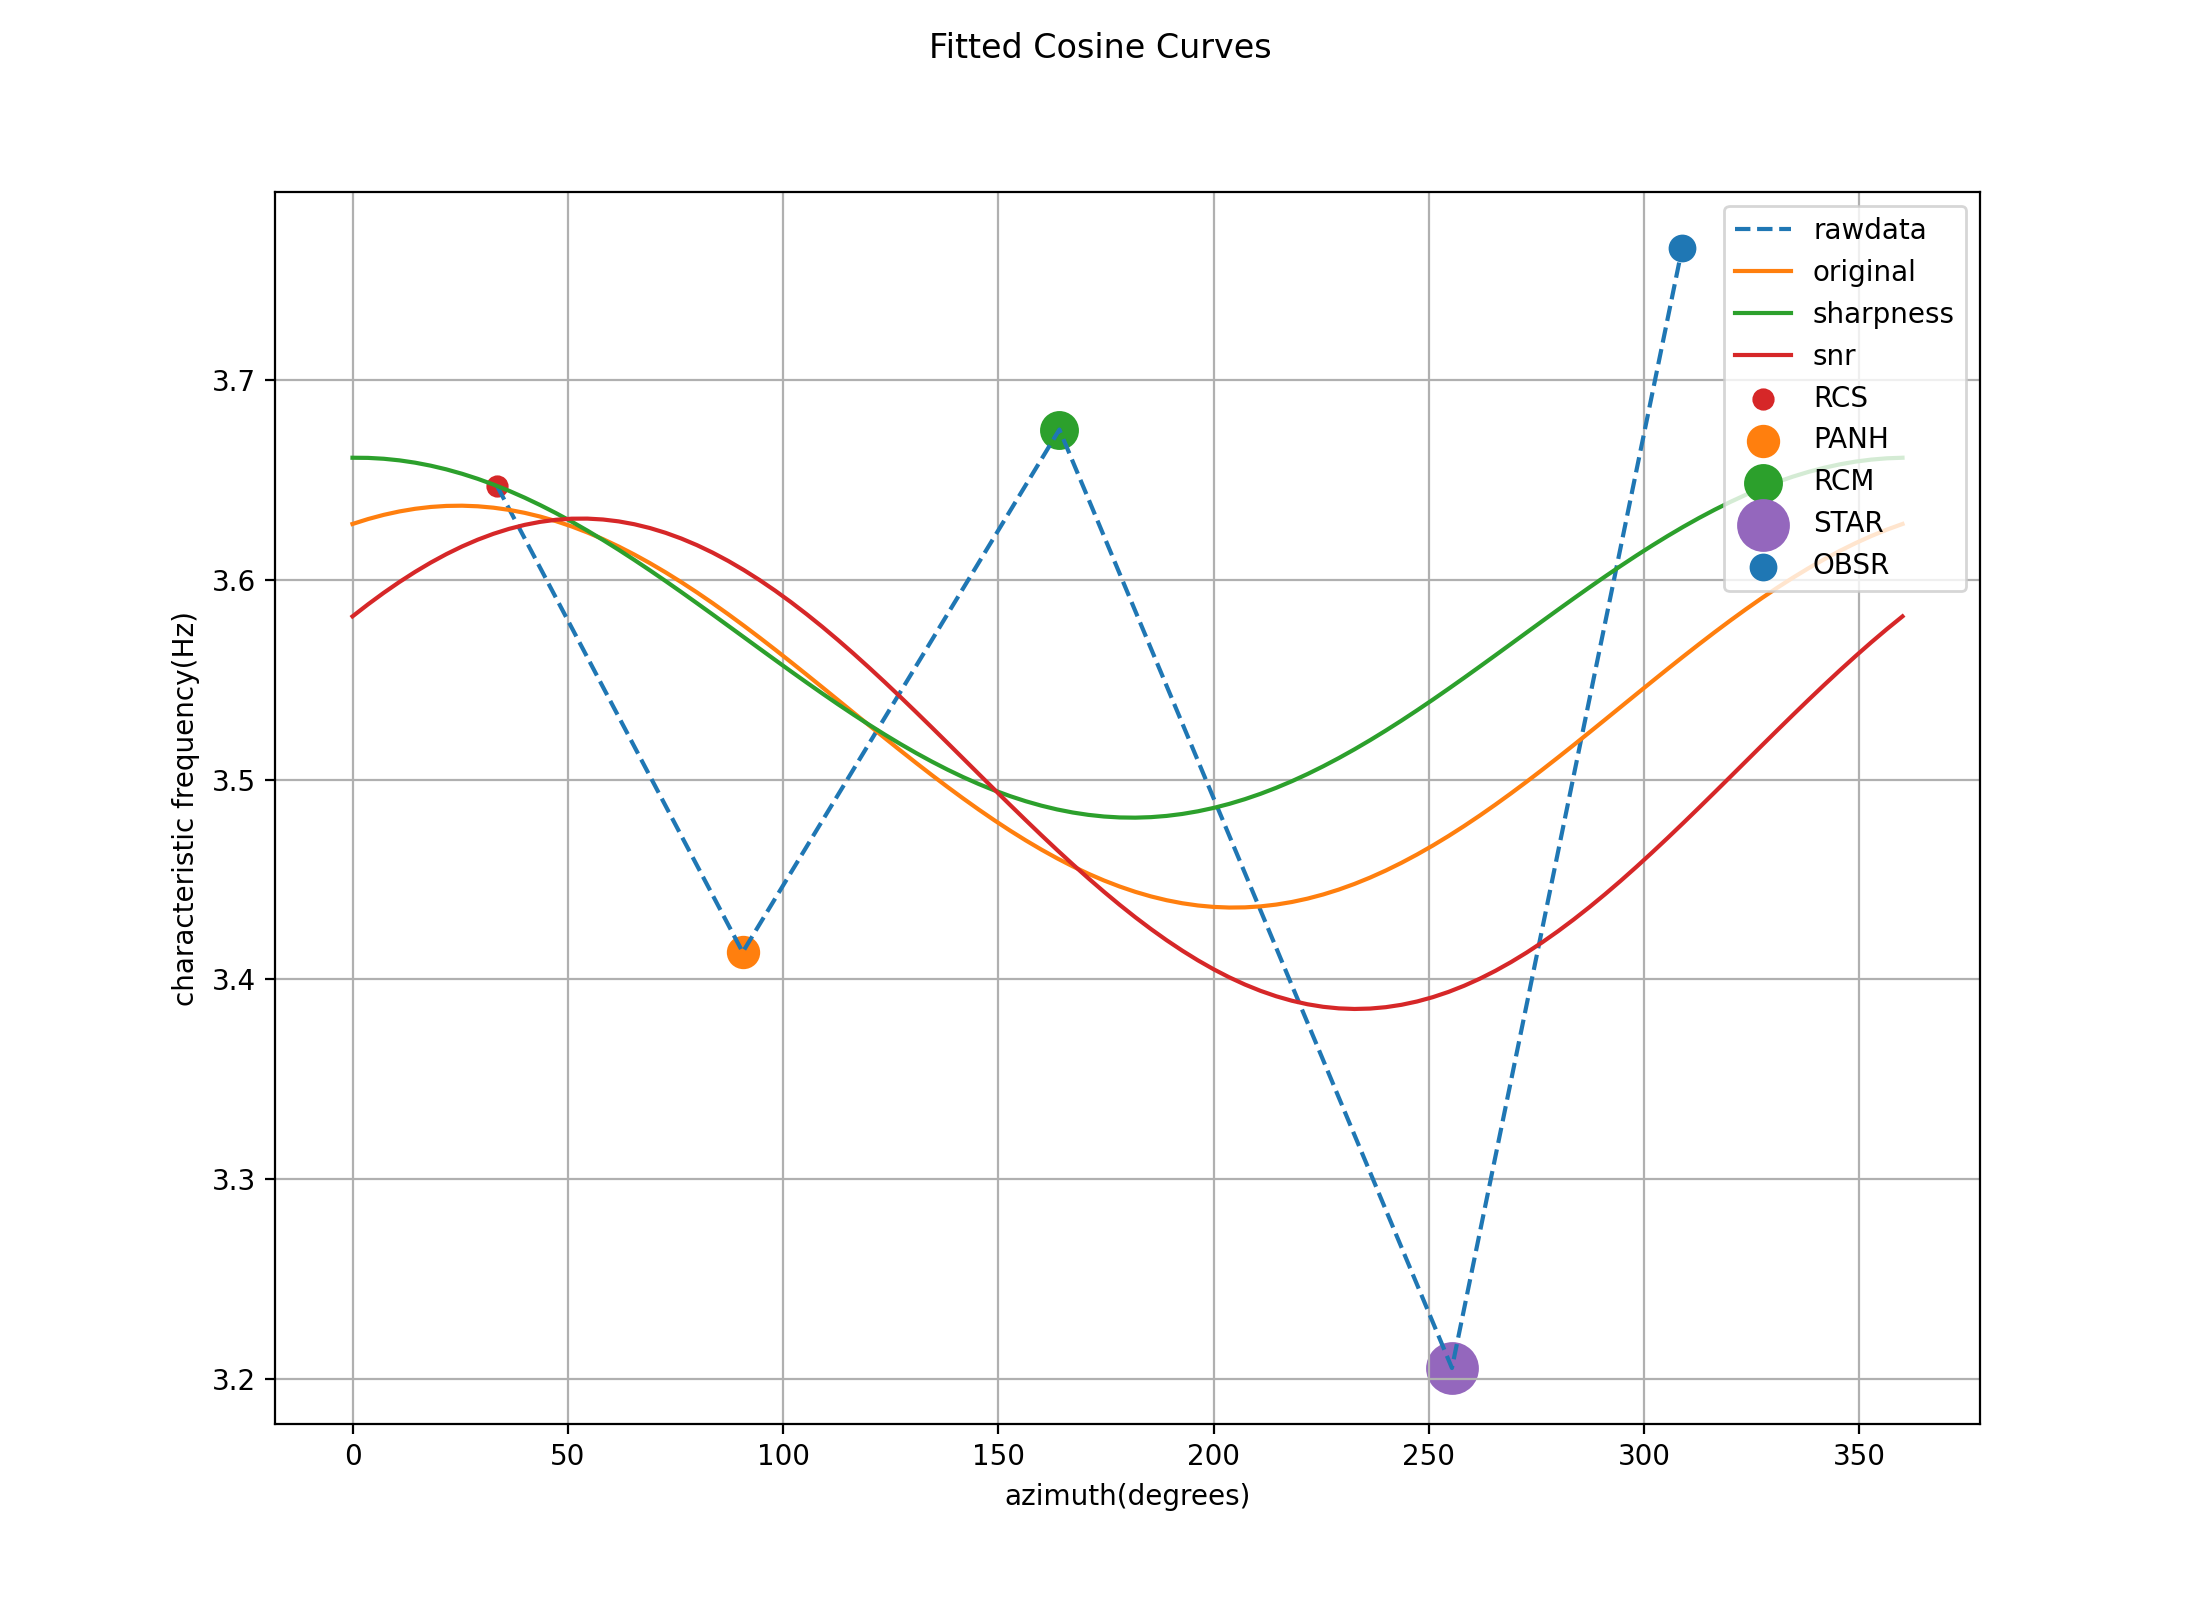 Fitted Cosine Curves
rawdata
original
sharpness
snr
RCS
PANH
RCM
STAR
OBSR
3.7
3.6
3.5
3.4
3.3
3.2
characteristic frequency(Hz)
0 50 100 150 200 250 300 350
azimuth(degrees)